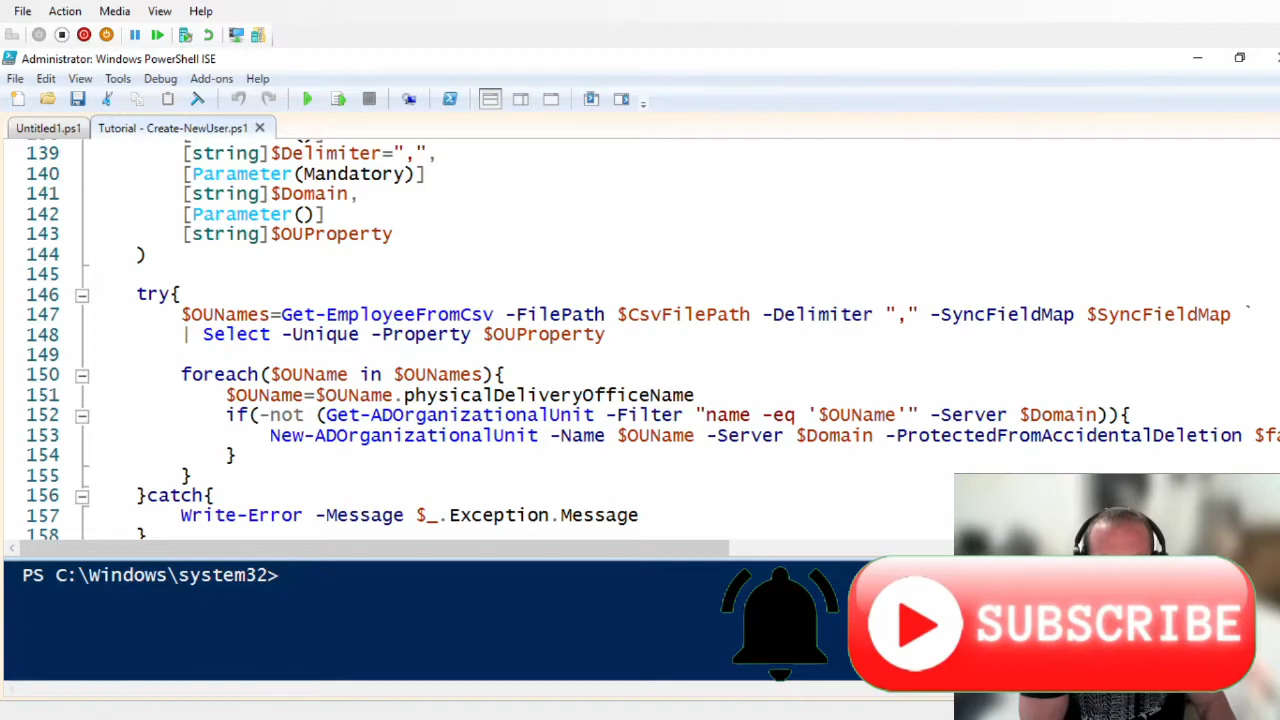 File Action Media View Help
Administrator: Windows PowerShell ISE
File Edit View Tools Debug Add-ons Help
Untitled1.ps1 Tutorial - Create-NewUser.ps1
139 [string]$Delimiter=",",
140 [Parameter(Mandatory)]
141 [string]$Domain,
142 [Parameter()]
143 [string]$OUProperty
144 )
145
146 try{
147 $OUNames=Get-EmployeeFromCsv -FilePath $CsvFilePath -Delimiter "," -SyncFieldMap $SyncFieldMap `
148 | Select -Unique -Property $OUProperty
149
150 foreach($OUName in $OUNames){
151 $OUName=$OUName.physicalDeliveryOfficeName
152 if(-not (Get-ADOrganizationalUnit -Filter "name -eq '$OUName'" -Server $Domain)){
153 New-ADOrganizationalUnit -Name $OUName -Server $Domain -ProtectedFromAccidentalDeletion $fa
154 }
155 }
156 }catch{
157 Write-Error -Message $_.Exception.Message
158 }
PS C:\Windows\system32>
SUBSCRIBE